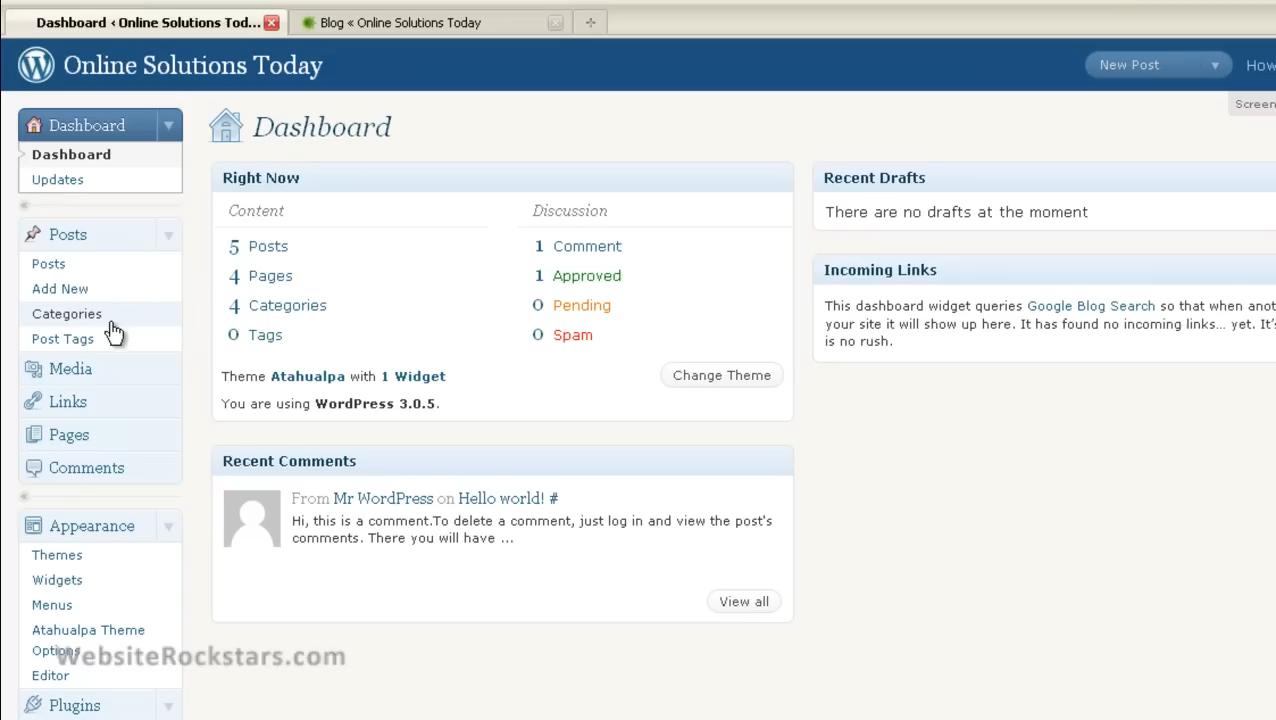 Dashboard ‹ Online Solutions Tod...
Blog « Online Solutions Today
Online Solutions Today
New Post
How
Screen
Dashboard
Dashboard
Updates
Posts
Posts
Add New
Categories
Post Tags
Media
Links
Pages
Comments
Appearance
Themes
Widgets
Menus
Atahualpa Theme
Options
Editor
Plugins
Dashboard
Right Now
Content
5 Posts
4 Pages
4 Categories
0 Tags
Discussion
1 Comment
1 Approved
0 Pending
0 Spam
Theme Atahualpa with 1 Widget
Change Theme
You are using WordPress 3.0.5.
Recent Comments
From Mr WordPress on Hello world! #
Hi, this is a comment.To delete a comment, just log in and view the post's
comments. There you will have ...
View all
Recent Drafts
There are no drafts at the moment
Incoming Links
This dashboard widget queries Google Blog Search so that when anot
your site it will show up here. It has found no incoming links... yet. It's
is no rush.
WebsiteRockstars.com